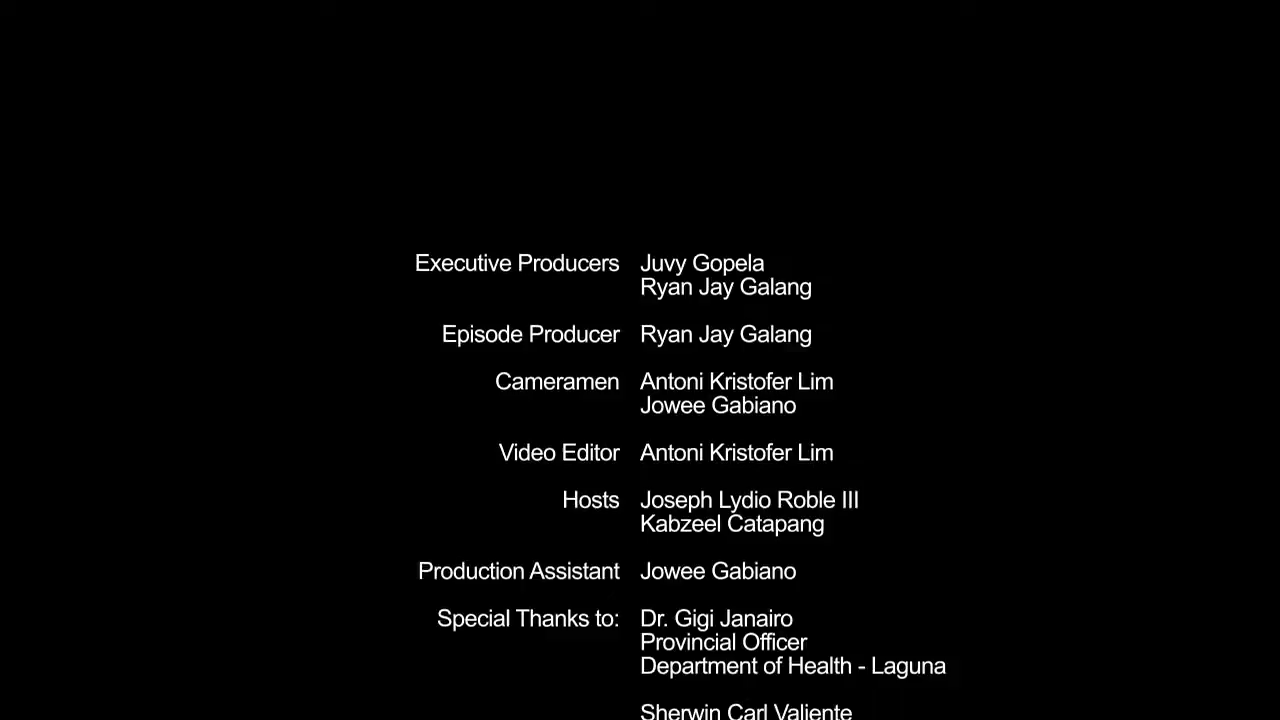 Executive Producers Juvy Gopela
Ryan Jay Galang
Episode Producer Ryan Jay Galang
Cameramen Antoni Kristofer Lim
Jowee Gabiano
Video Editor Antoni Kristofer Lim
Hosts Joseph Lydio Roble III
Kabzeel Catapang
Production Assistant Jowee Gabiano
Special Thanks to: Dr. Gigi Janairo
Provincial Officer
Department of Health - Laguna
Sherwin Carl Valiente